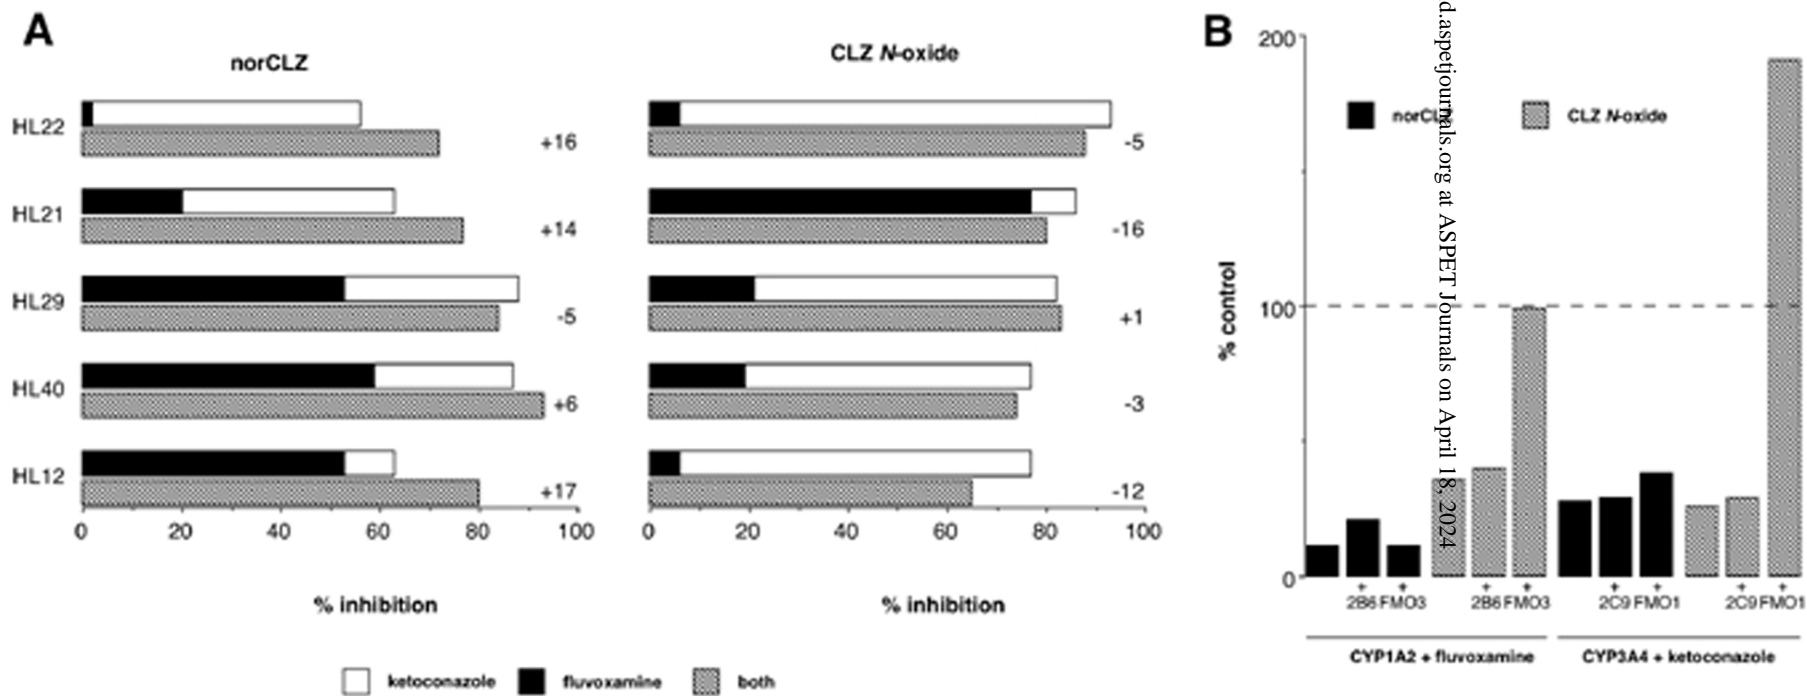 A
norCLZ
CLZ N-oxide
HL22
+16
-5
HL21
+14
-16
HL29
-5
+1
HL40
+6
-3
HL12
+17
-12
0 20 40 60 80 100
0 20 40 60 80 100
% inhibition
% inhibition
ketoconazole fluvoxamine both
B
200
100
0
% control
norCLZ
CLZ N-oxide
d.aspetjournals.org at ASPET Journals on April 18, 2024
+ + + + + + + +
2B6 FMO3 2B6 FMO3 2C9 FMO1 2C9 FMO1
CYP1A2 + fluvoxamine
CYP3A4 + ketoconazole